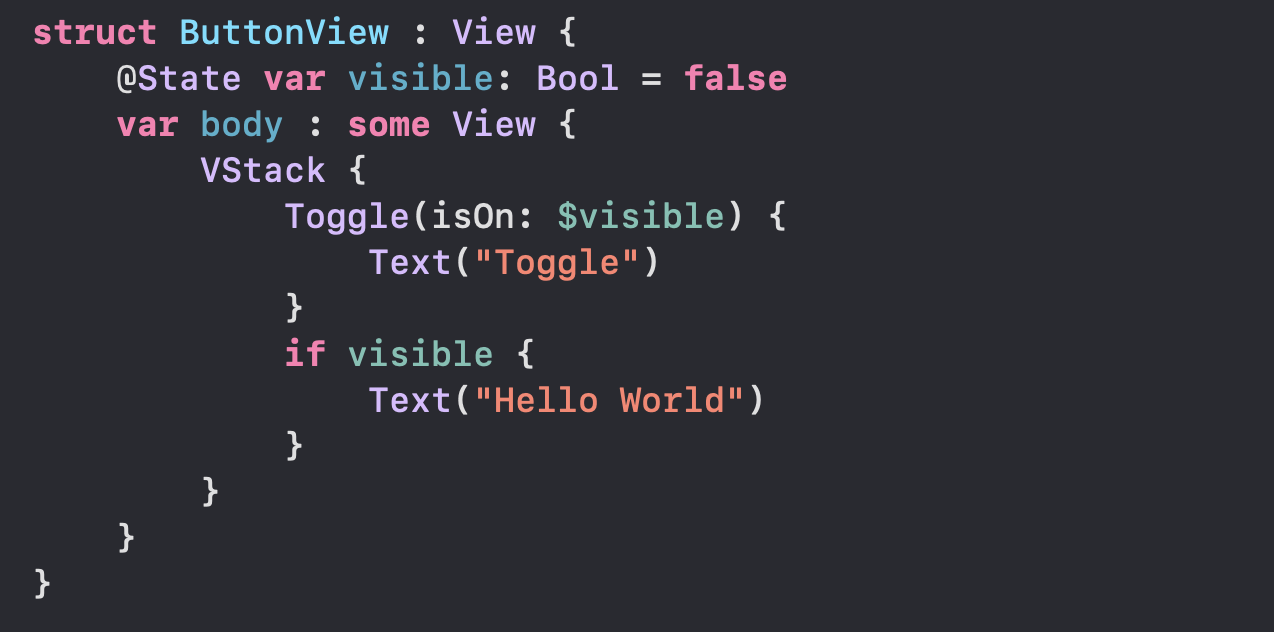 struct ButtonView : View {
    @State var visible: Bool = false
    var body : some View {
        VStack {
            Toggle(isOn: $visible) {
                Text("Toggle")
            }
            if visible {
                Text("Hello World")
            }
        }
    }
}